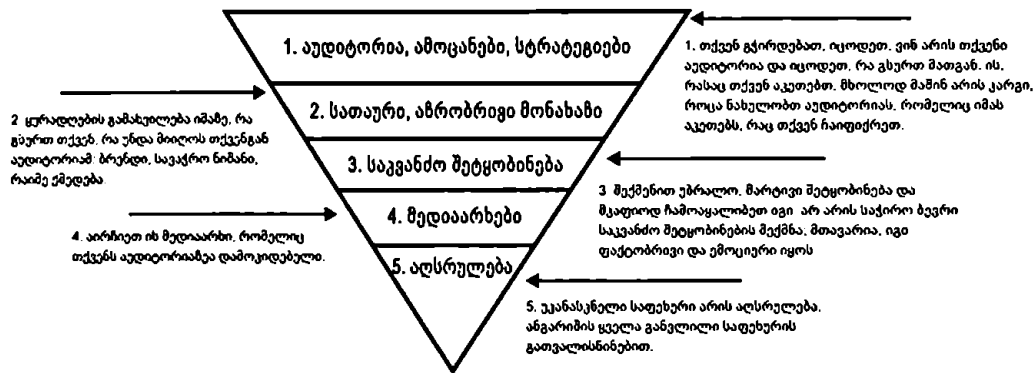 1. აუდიტორია, ამოცანები, სტრატეგიები
2. სათაური, აზრობრივი მონახაზი
3. საკვანძო შეტყობინება
4. მედიაარხები
5. აღსრულება
1. თქვენ გჭირდებათ, იცოდეთ, ვინ არის თქვენი
აუდიტორია და იცოდეთ, რა გსურთ მათგან. ის,
რასაც თქვენ აკეთებთ, მხოლოდ მაშინ არის კარგი,
როცა ნახულობთ აუდიტორიას, რომელიც იმას
აკეთებს, რაც თქვენ ჩაიფიქრეთ.
2 ყურადღების გამახვილება იმაზე, რა
გსურთ თქვენ, რა უნდა მიიღოს თქვენგან
აუდიტორიამ: ბრენდი, სავაჭრო ნიშანი,
რაიმე ქმედება
3 შექმენით უბრალო, მარტივი შეტყობინება და
მკაფიოდ ჩამოაყალიბეთ იგი არ არის საჭირო ბევრი
საკვანძო შეტყობინების შექმნა, მთავარია, იგი
ფაქტობრივი და ემოციური იყოს
4. აირჩიეთ ის მედიაარხი, რომელიც
თქვენს აუდიტორიაზეა დამოკიდებული.
5. უკანასკნელი საფეხური არის აღსრულება,
ანგარიშის ყველა განვლილი საფეხურის
გათვალისწინებით.